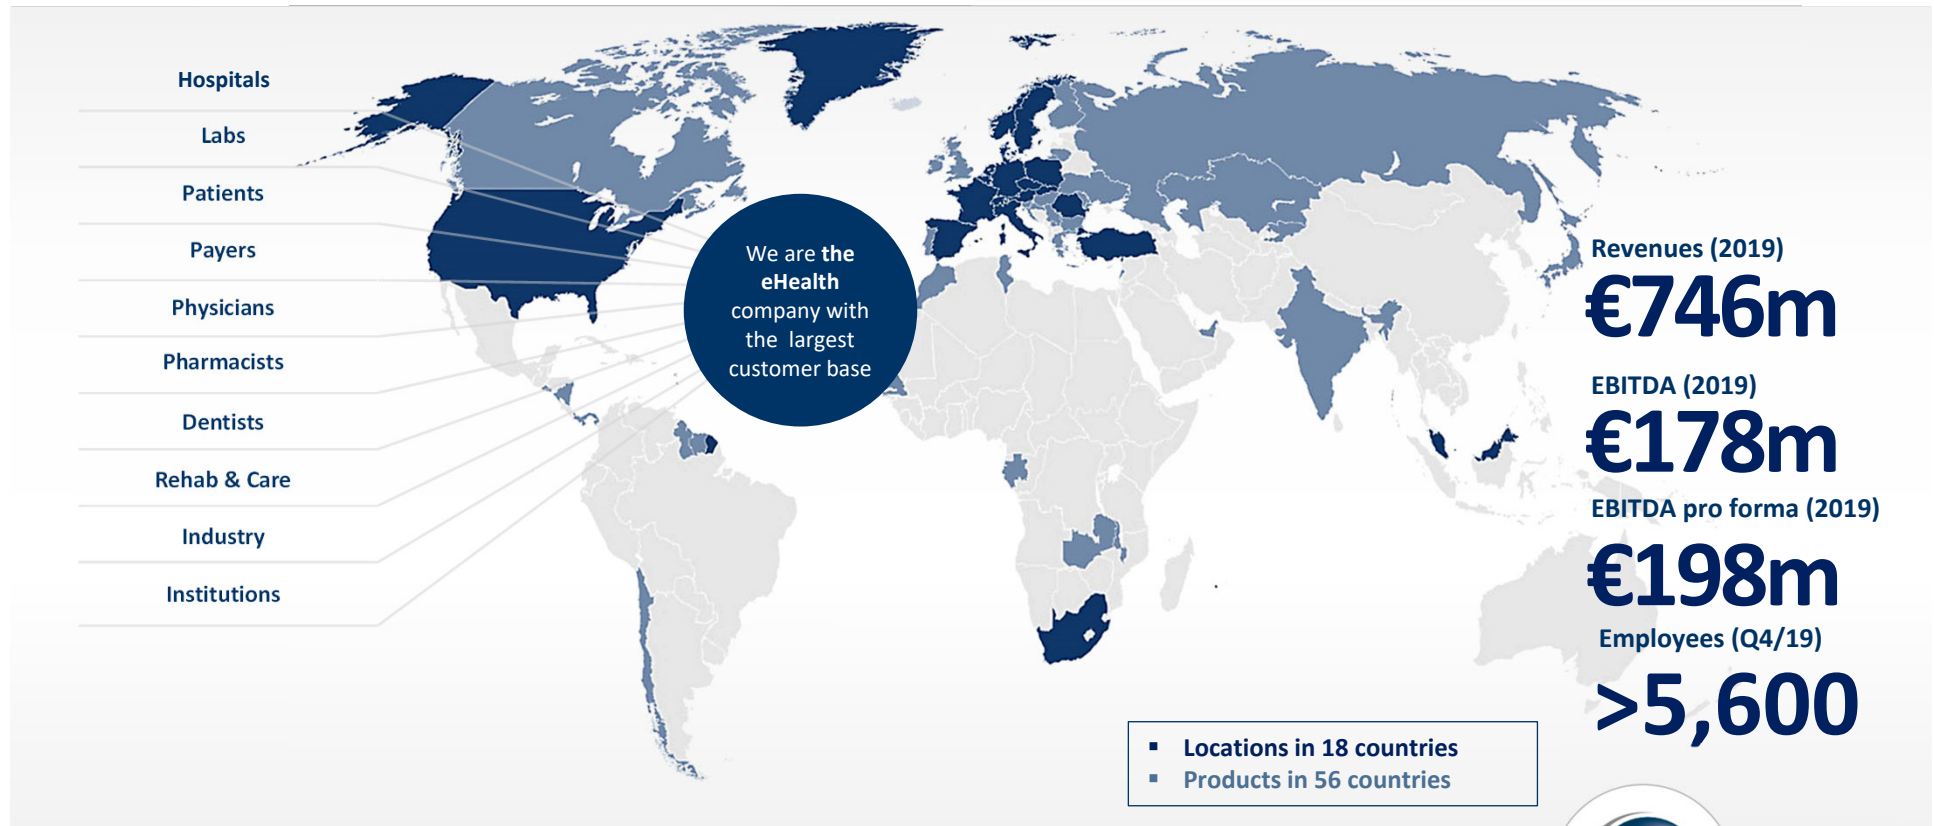 Hospitals
Labs
Patients
Payers
Physicians
Pharmacists
Dentists
Rehab & Care
Industry
Institutions
We are the
eHealth
company with
the largest
customer base
Revenues (2019)
€746m
EBITDA (2019)
€178m
EBITDA pro forma (2019)
€198m
Employees (Q4/19)
>5,600
▪ Locations in 18 countries
▪ Products in 56 countries